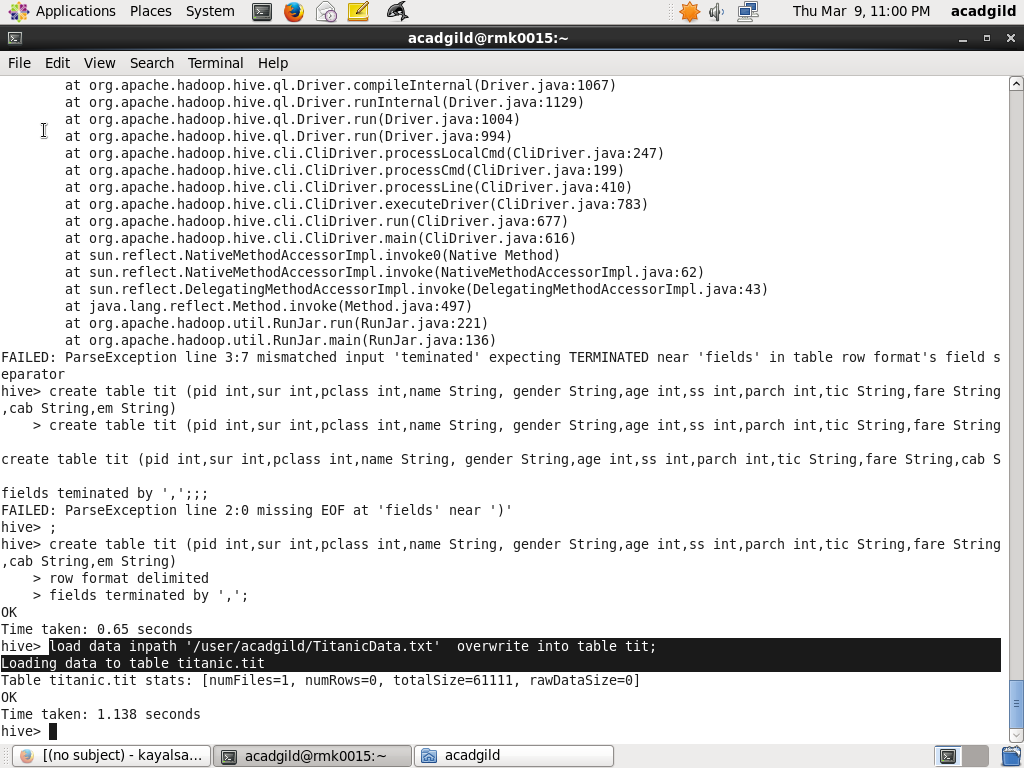 Applications Places System Thu Mar 9, 11:00 PM acadgild
acadgild@rmk0015:~
File Edit View Search Terminal Help
at org.apache.hadoop.hive.ql.Driver.compileInternal(Driver.java:1067)
at org.apache.hadoop.hive.ql.Driver.runInternal(Driver.java:1129)
at org.apache.hadoop.hive.ql.Driver.run(Driver.java:1004)
at org.apache.hadoop.hive.ql.Driver.run(Driver.java:994)
at org.apache.hadoop.hive.cli.CliDriver.processLocalCmd(CliDriver.java:247)
at org.apache.hadoop.hive.cli.CliDriver.processCmd(CliDriver.java:199)
at org.apache.hadoop.hive.cli.CliDriver.processLine(CliDriver.java:410)
at org.apache.hadoop.hive.cli.CliDriver.executeDriver(CliDriver.java:783)
at org.apache.hadoop.hive.cli.CliDriver.run(CliDriver.java:677)
at org.apache.hadoop.hive.cli.CliDriver.main(CliDriver.java:616)
at sun.reflect.NativeMethodAccessorImpl.invoke0(Native Method)
at sun.reflect.NativeMethodAccessorImpl.invoke(NativeMethodAccessorImpl.java:62)
at sun.reflect.DelegatingMethodAccessorImpl.invoke(DelegatingMethodAccessorImpl.java:43)
at java.lang.reflect.Method.invoke(Method.java:497)
at org.apache.hadoop.util.RunJar.run(RunJar.java:221)
at org.apache.hadoop.util.RunJar.main(RunJar.java:136)
FAILED: ParseException line 3:7 mismatched input 'teminated' expecting TERMINATED near 'fields' in table row format's field s
eparator
hive> create table tit (pid int,sur int,pclass int,name String, gender String,age int,ss int,parch int,tic String,fare String
,cab String,em String)
> create table tit (pid int,sur int,pclass int,name String, gender String,age int,ss int,parch int,tic String,fare String
create table tit (pid int,sur int,pclass int,name String, gender String,age int,ss int,parch int,tic String,fare String,cab S
fields teminated by ',';;;
FAILED: ParseException line 2:0 missing EOF at 'fields' near ')'
hive> ;
hive> create table tit (pid int,sur int,pclass int,name String, gender String,age int,ss int,parch int,tic String,fare String
,cab String,em String)
> row format delimited
> fields terminated by ',';
OK
Time taken: 0.65 seconds
hive> load data inpath '/user/acadgild/TitanicData.txt'  overwrite into table tit;
Loading data to table titanic.tit
Table titanic.tit stats: [numFiles=1, numRows=0, totalSize=61111, rawDataSize=0]
OK
Time taken: 1.138 seconds
hive>
[(no subject) - kayalsa... acadgild@rmk0015:~ acadgild